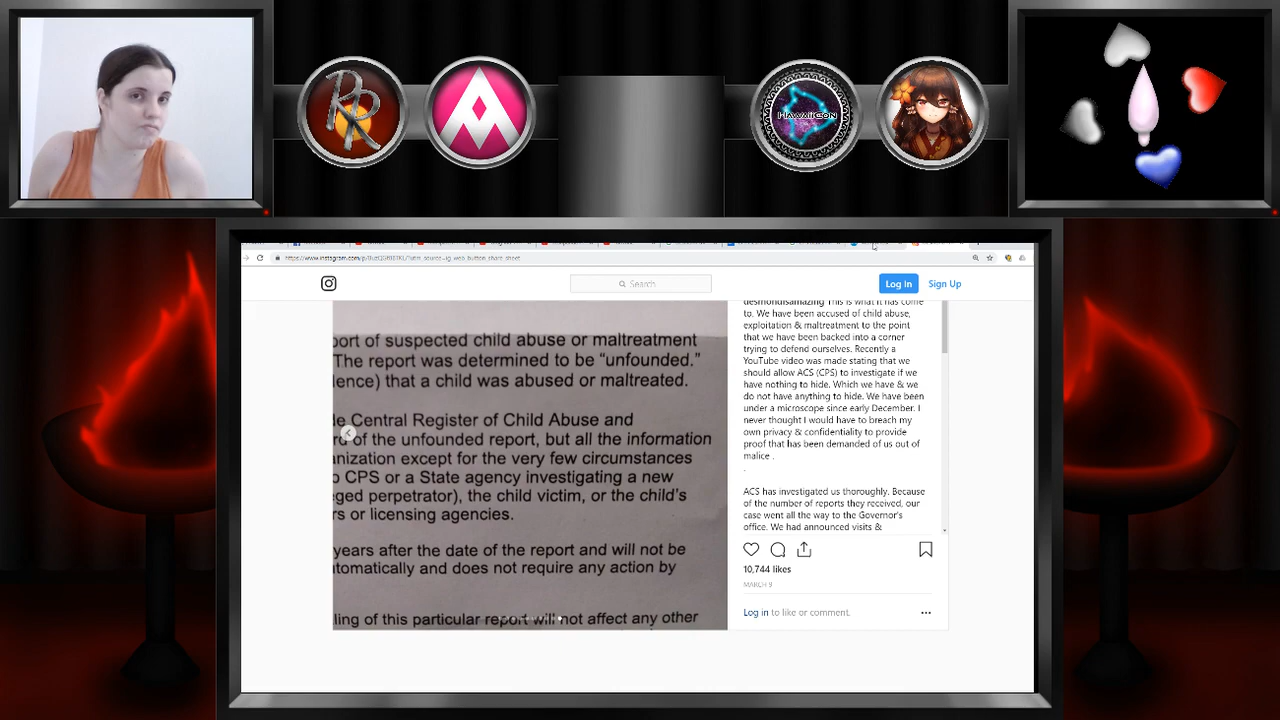 HAWAIICON
https://www.instagram.com/p/
Search
Log In
Sign Up
port of suspected child abuse or maltreatment
The report was determined to be "unfounded."
lence) that a child was abused or maltreated.
le Central Register of Child Abuse and
of the unfounded report, but all the information
nization except for the very few circumstances
CPS or a State agency investigating a new
ged perpetrator), the child victim, or the child's
rs or licensing agencies.
years after the date of the report and will not be
tomatically and does not require any action by
ling of this particular report will not affect any other
desmondisamazing This is what it has come
to. We have been accused of child abuse,
exploitation & maltreatment to the point
that we have been backed into a corner
trying to defend ourselves. Recently a
YouTube video was made stating that we
should allow ACS (CPS) to investigate if we
have nothing to hide. Which we have & we
do not have anything to hide. We have been
under a microscope since early December. I
never thought I would have to breach my
own privacy & confidentiality to provide
proof that has been demanded of us out of
malice .
.
ACS has investigated us thoroughly. Because
of the number of reports they received, our
case went all the way to the Governor's
office. We had announced visits &
10,744 likes
MARCH 9
Log in to like or comment.